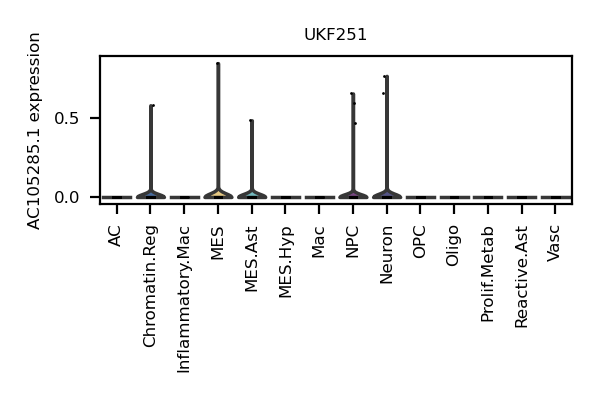 UKF251
AC105285.1 expression
0.5
0.0
AC
Chromatin.Reg
Inflammatory.Mac
MES
MES.Ast
MES.Hyp
Mac
NPC
Neuron
OPC
Oligo
Prolif.Metab
Reactive.Ast
Vasc